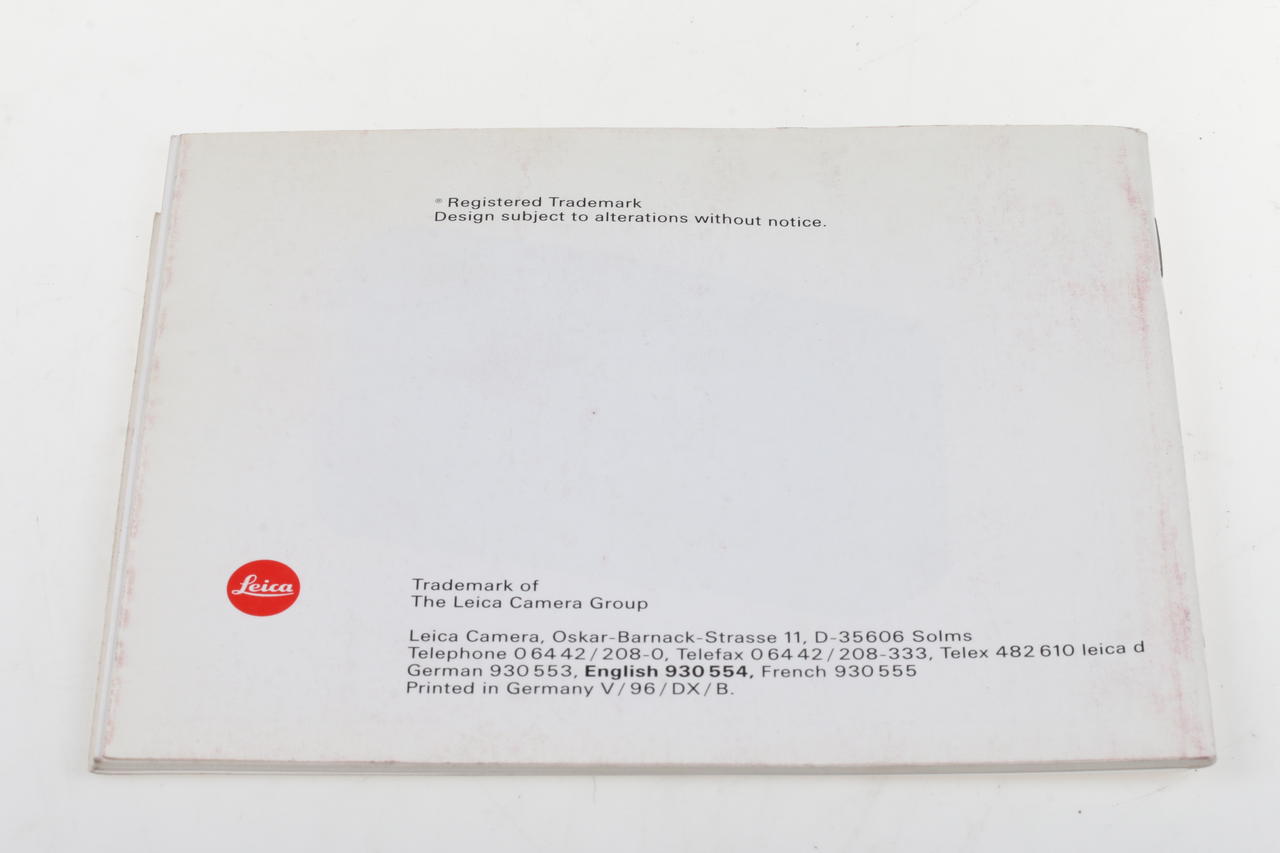 ® Registered Trademark
Design subject to alterations without notice.
Leica
Trademark of
The Leica Camera Group
Leica Camera, Oskar-Barnack-Strasse 11, D-35606 Solms
Telephone 0 64 42 / 208-0, Telefax 0 64 42 / 208-333, Telex 482 610 leica d
German 930 553, English 930 554, French 930 555
Printed in Germany V / 96 / DX / B.